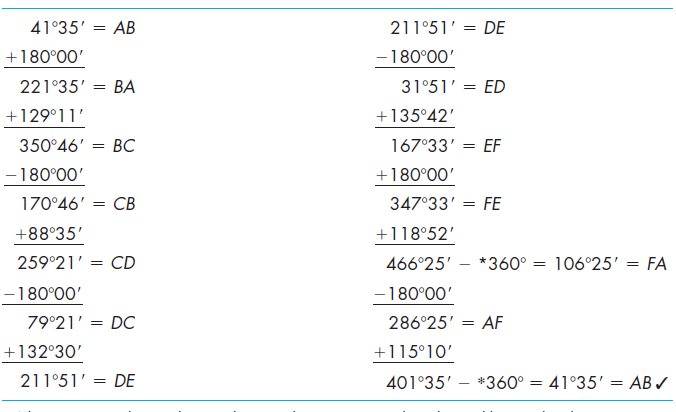 41°35′ = AB
+180°00′
221°35′ = BA
+129°11′
350°46′ = BC
−180°00′
170°46′ = CB
+88°35′
259°21′ = CD
−180°00′
79°21′ = DC
+132°30′
211°51′ = DE
211°51′ = DE
−180°00′
31°51′ = ED
+135°42′
167°33′ = EF
+180°00′
347°33′ = FE
+118°52′
466°25′ − *360° = 106°25′ = FA
−180°00′
286°25′ = AF
+115°10′
401°35′ − *360° = 41°35′ = AB ✓